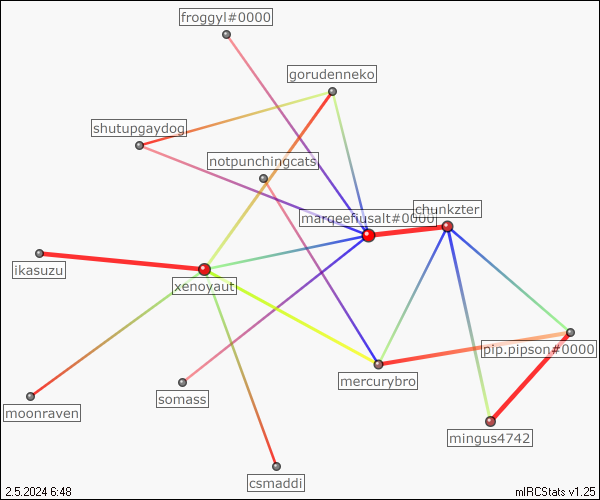 froggyl#0000
gorudenneko
shutupgaydog
notpunchingcats
chunkzter
marqeefiusalt#0000
ikasuzu
xenoyaut
pip.pipson#0000
mercurybro
somass
moonraven
mingus4742
csmaddi
2.5.2024 6:48
mIRCStats v1.25